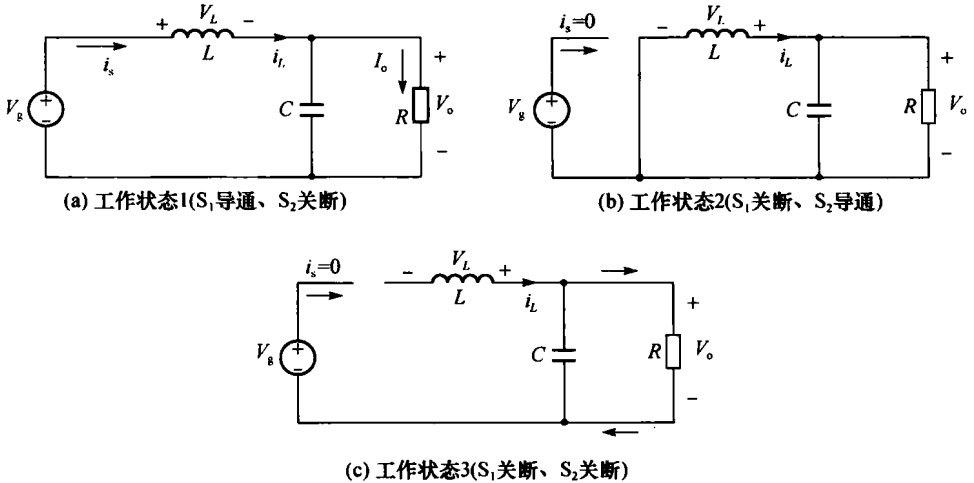 + V_L −
L
i_s
i_L
I_o
+
V_g
+
−
C
R
V_o
−
(a) 工作状态1(S₁导通、S₂关断)
i_s=0
− V_L +
L
i_L
+
V_g
+
−
C
R
V_o
−
(b) 工作状态2(S₁关断、S₂导通)
i_s=0
− V_L +
L
i_L
+
V_g
+
−
C
R
V_o
−
(c) 工作状态3(S₁关断、S₂关断)